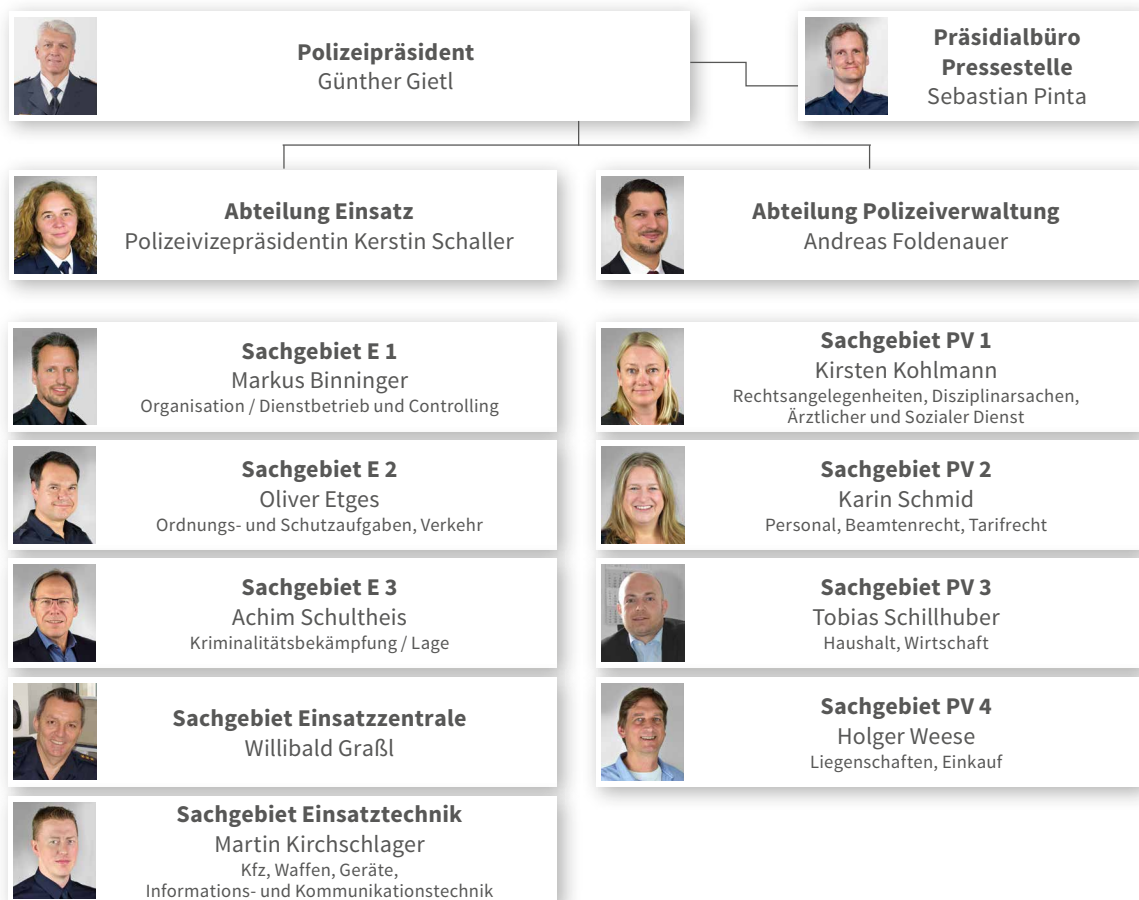 Polizeipräsident
Günther Gietl
Präsidialbüro
Pressestelle
Sebastian Pinta
Abteilung Einsatz
Polizeivizepräsidentin Kerstin Schaller
Abteilung Polizeiverwaltung
Andreas Foldenauer
Sachgebiet E 1
Markus Binninger
Organisation / Dienstbetrieb und Controlling
Sachgebiet E 2
Oliver Etges
Ordnungs- und Schutzaufgaben, Verkehr
Sachgebiet E 3
Achim Schultheis
Kriminalitätsbekämpfung / Lage
Sachgebiet Einsatzzentrale
Willibald Graßl
Sachgebiet Einsatztechnik
Martin Kirchschlager
Kfz, Waffen, Geräte,
Informations- und Kommunikationstechnik
Sachgebiet PV 1
Kirsten Kohlmann
Rechtsangelegenheiten, Disziplinarsachen,
Ärztlicher und Sozialer Dienst
Sachgebiet PV 2
Karin Schmid
Personal, Beamtenrecht, Tarifrecht
Sachgebiet PV 3
Tobias Schillhuber
Haushalt, Wirtschaft
Sachgebiet PV 4
Holger Weese
Liegenschaften, Einkauf